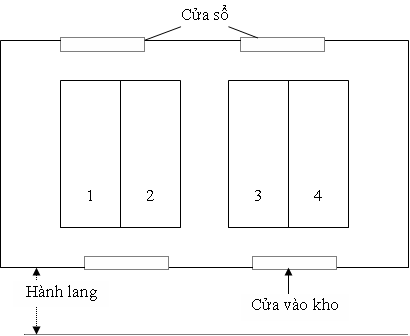 Cửa sổ
1 2 3 4
Hành lang
Cửa vào kho